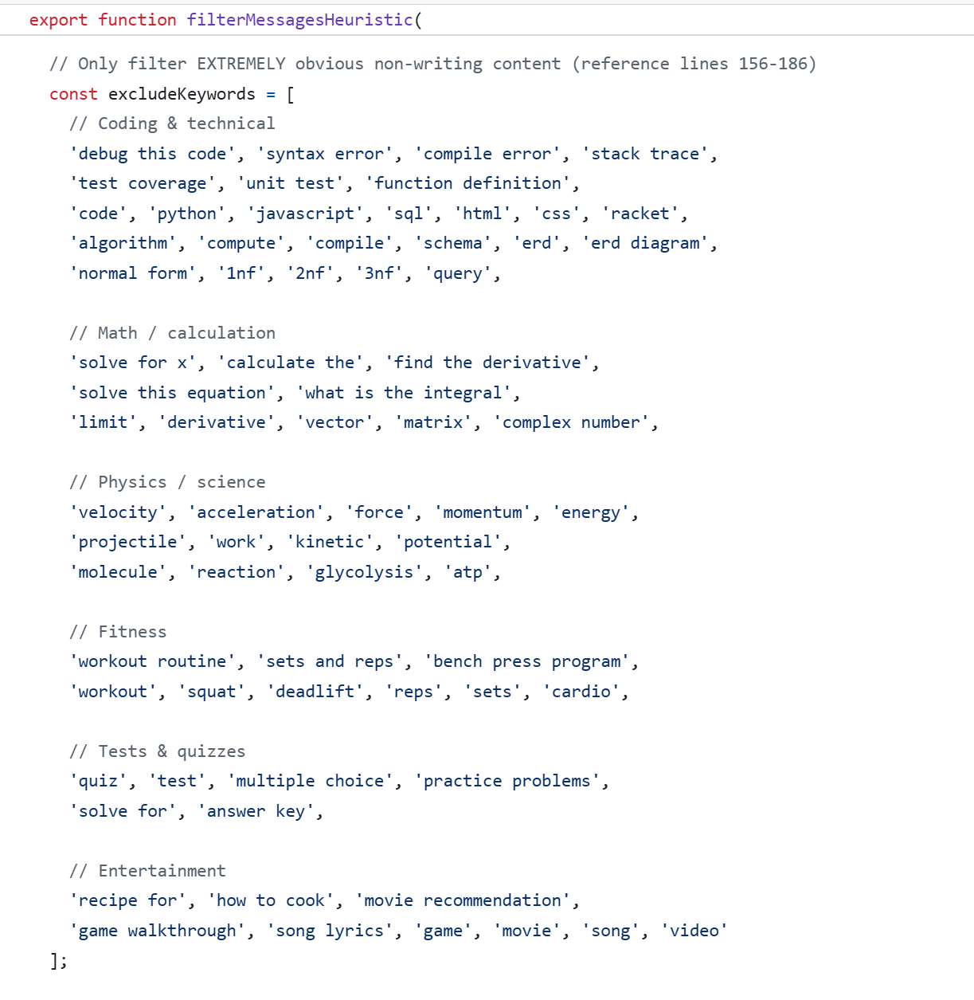 export function filterMessagesHeuristic(
// Only filter EXTREMELY obvious non-writing content (reference lines 156-186)
const excludeKeywords = [
// Coding & technical
'debug this code', 'syntax error', 'compile error', 'stack trace',
'test coverage', 'unit test', 'function definition',
'code', 'python', 'javascript', 'sql', 'html', 'css', 'racket',
'algorithm', 'compute', 'compile', 'schema', 'erd', 'erd diagram',
'normal form', '1nf', '2nf', '3nf', 'query',
// Math / calculation
'solve for x', 'calculate the', 'find the derivative',
'solve this equation', 'what is the integral',
'limit', 'derivative', 'vector', 'matrix', 'complex number',
// Physics / science
'velocity', 'acceleration', 'force', 'momentum', 'energy',
'projectile', 'work', 'kinetic', 'potential',
'molecule', 'reaction', 'glycolysis', 'atp',
// Fitness
'workout routine', 'sets and reps', 'bench press program',
'workout', 'squat', 'deadlift', 'reps', 'sets', 'cardio',
// Tests & quizzes
'quiz', 'test', 'multiple choice', 'practice problems',
'solve for', 'answer key',
// Entertainment
'recipe for', 'how to cook', 'movie recommendation',
'game walkthrough', 'song lyrics', 'game', 'movie', 'song', 'video'
];